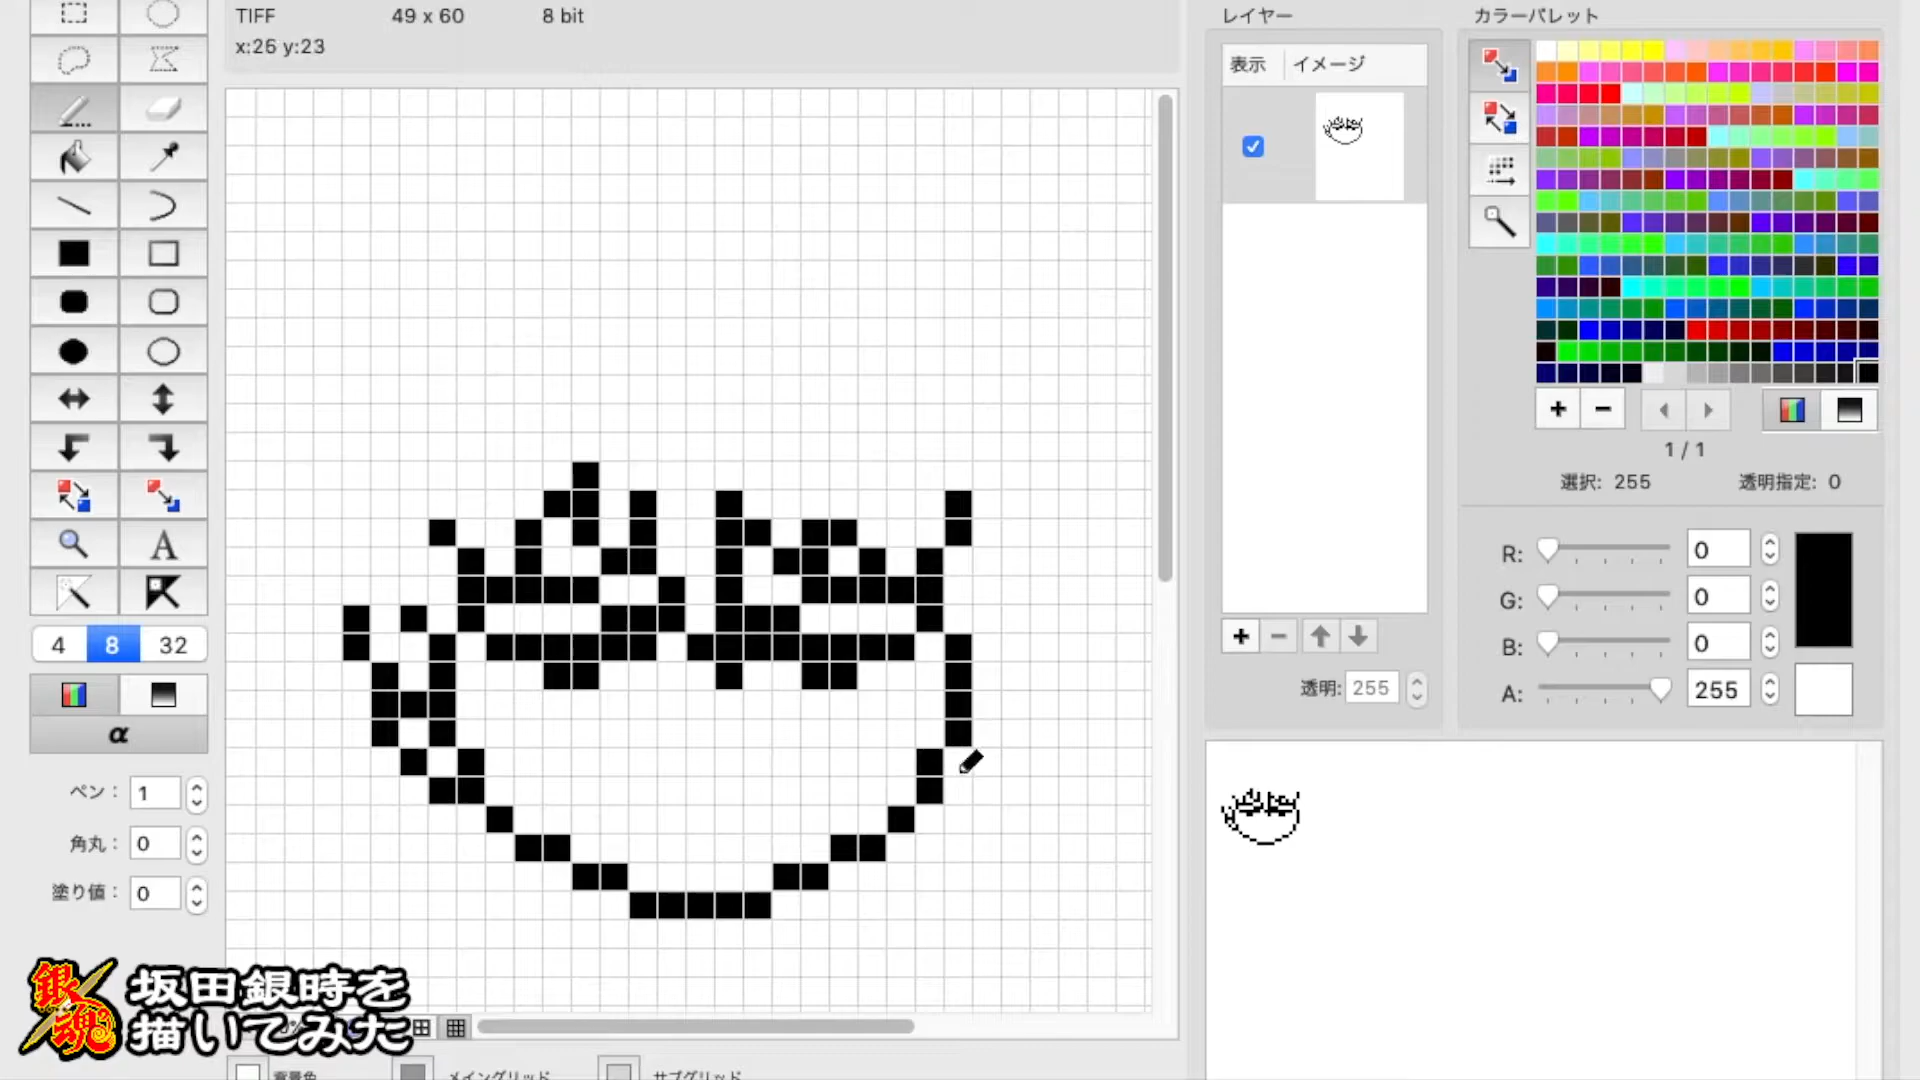 TIFF 49 x 60 8 bit
x:26 y:23
レイヤー
表示 イメージ
透明: 255
カラーパレット
1 / 1
選択: 255 透明指定: 0
R: 0
G: 0
B: 0
A: 255
A
4 8 32
α
ペン: 1
角丸: 0
塗り値: 0
銀魂
坂田銀時を
描いてみた
背景色 メイングリッド サブグリッド